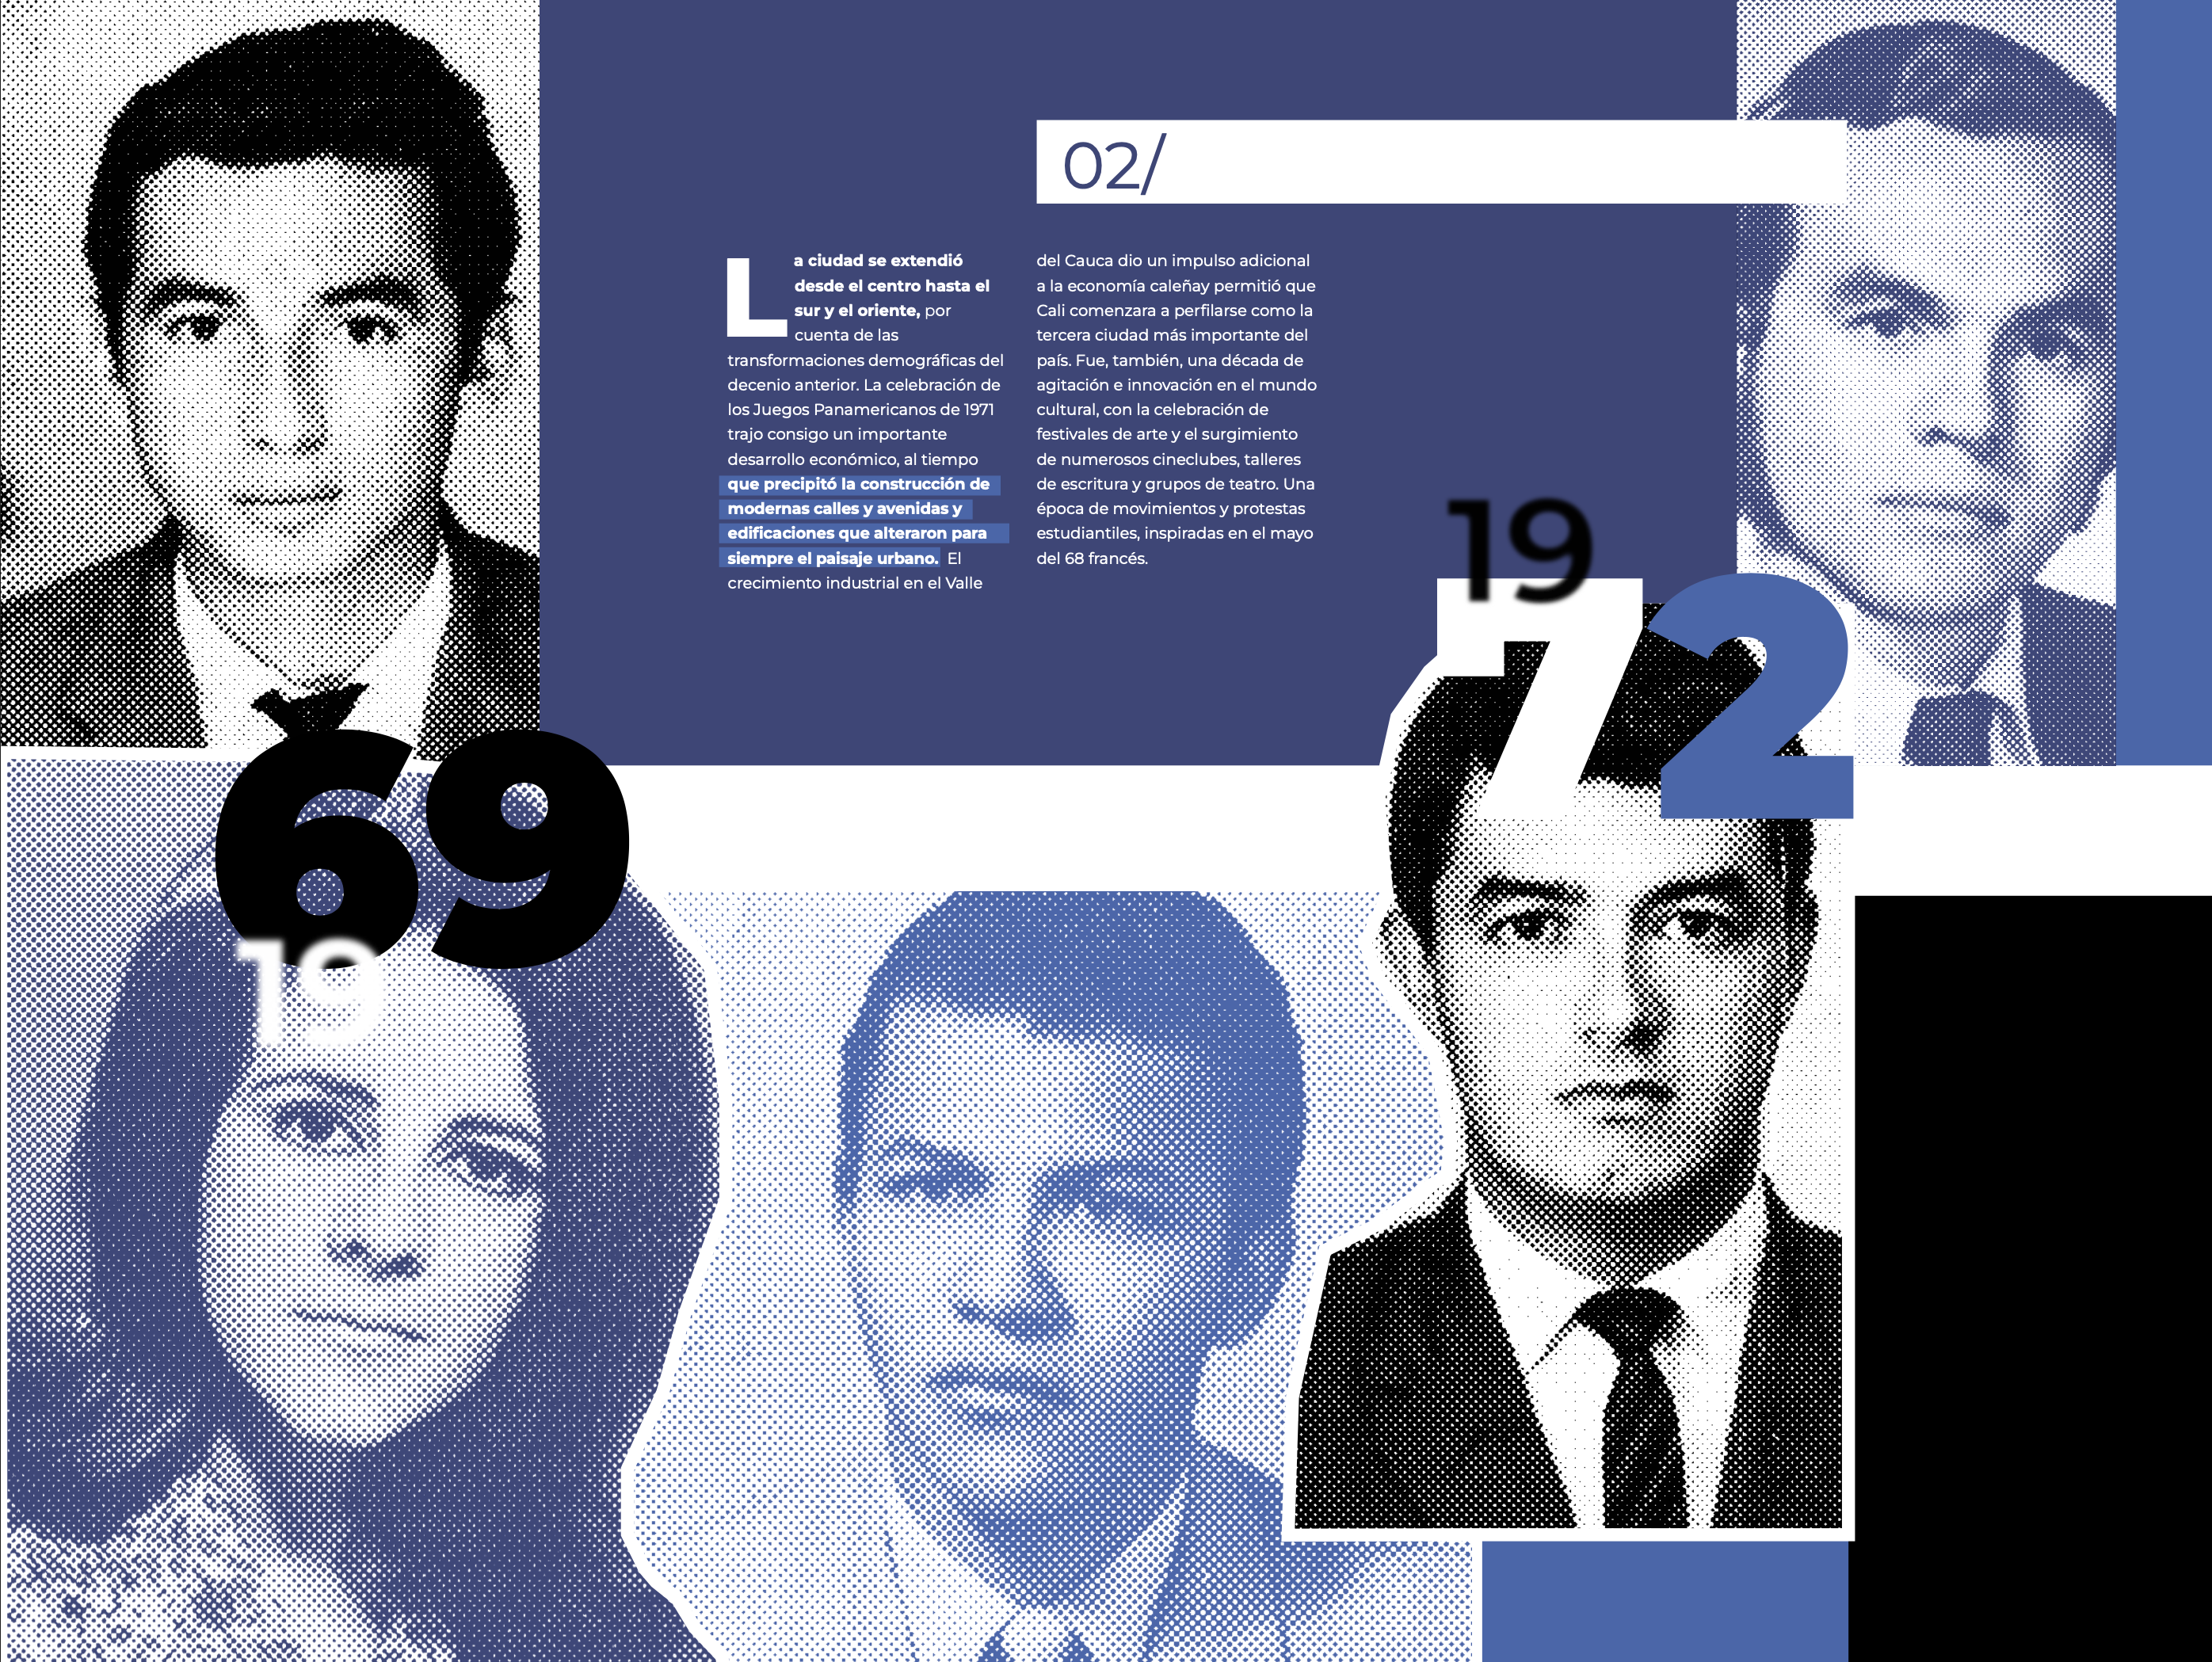 02/
La ciudad se extendió
desde el centro hasta el
sur y el oriente, por
cuenta de las
transformaciones demográficas del
decenio anterior. La celebración de
los Juegos Panamericanos de 1971
trajo consigo un importante
desarrollo económico, al tiempo
que precipitó la construcción de
modernas calles y avenidas y
edificaciones que alteraron para
siempre el paisaje urbano. El
crecimiento industrial en el Valle
del Cauca dio un impulso adicional
a la economía caleñay permitió que
Cali comenzara a perfilarse como la
tercera ciudad más importante del
país. Fue, también, una década de
agitación e innovación en el mundo
cultural, con la celebración de
festivales de arte y el surgimiento
de numerosos cineclubes, talleres
de escritura y grupos de teatro. Una
época de movimientos y protestas
estudiantiles, inspiradas en el mayo
del 68 francés.
19
72
69
19